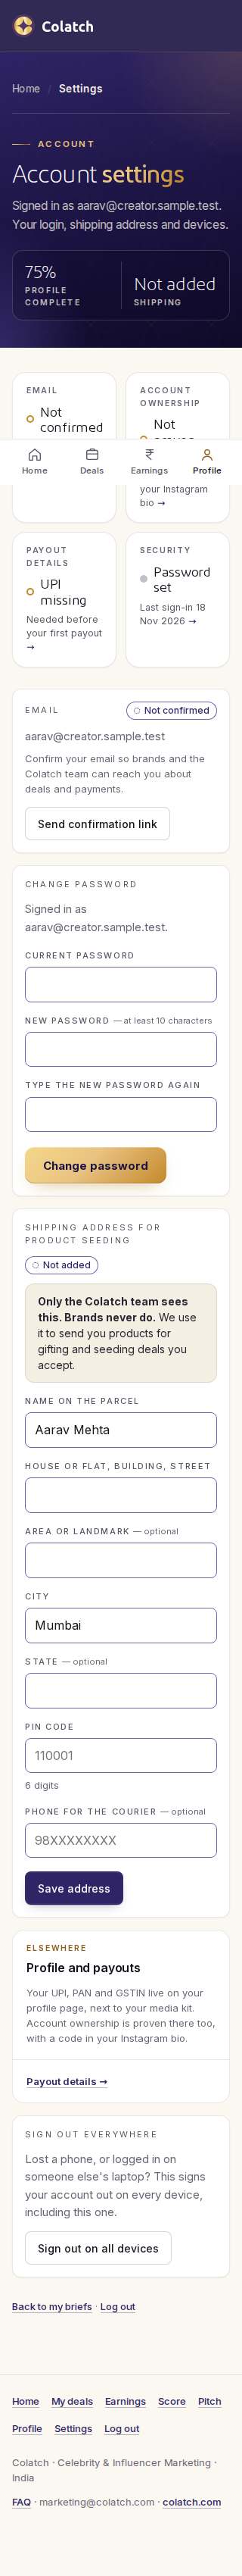 Colatch
Home / Settings
ACCOUNT
Account settings
Signed in as aarav@creator.sample.test.
Your login, shipping address and devices.
75%
PROFILE
COMPLETE
Not added
SHIPPING
EMAIL
Not
confirmed
ACCOUNT
OWNERSHIP
Not
Home
Deals
Earnings
Profile
your Instagram
bio →
PAYOUT
DETAILS
UPI
missing
Needed before
your first payout
→
SECURITY
Password
set
Last sign-in 18
Nov 2026 →
EMAIL
Not confirmed
aarav@creator.sample.test
Confirm your email so brands and the
Colatch team can reach you about
deals and payments.
Send confirmation link
CHANGE PASSWORD
Signed in as
aarav@creator.sample.test.
CURRENT PASSWORD
NEW PASSWORD — at least 10 characters
TYPE THE NEW PASSWORD AGAIN
Change password
SHIPPING ADDRESS FOR
PRODUCT SEEDING
Not added
Only the Colatch team sees
this. Brands never do. We use
it to send you products for
gifting and seeding deals you
accept.
NAME ON THE PARCEL
Aarav Mehta
HOUSE OR FLAT, BUILDING, STREET
AREA OR LANDMARK — optional
CITY
Mumbai
STATE — optional
PIN CODE
110001
6 digits
PHONE FOR THE COURIER — optional
98XXXXXXXX
Save address
ELSEWHERE
Profile and payouts
Your UPI, PAN and GSTIN live on your
profile page, next to your media kit.
Account ownership is proven there too,
with a code in your Instagram bio.
Payout details →
SIGN OUT EVERYWHERE
Lost a phone, or logged in on
someone else's laptop? This signs
your account out on every device,
including this one.
Sign out on all devices
Back to my briefs · Log out
Home My deals Earnings Score Pitch
Profile Settings Log out
Colatch · Celebrity & Influencer Marketing ·
India
FAQ · marketing@colatch.com · colatch.com